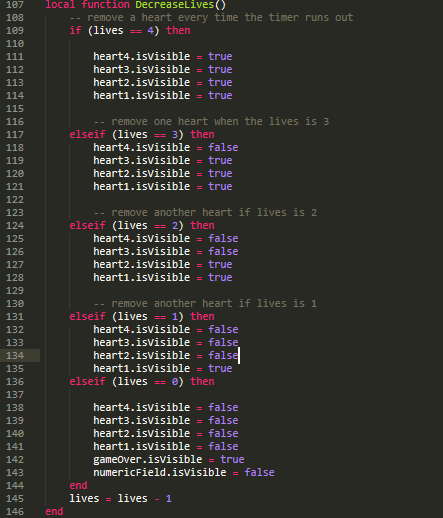 107 local function DecreaseLives()
108 -- remove a heart every time the timer runs out
109 if (lives == 4) then
110
111 heart4.isVisible = true
112 heart3.isVisible = true
113 heart2.isVisible = true
114 heart1.isVisible = true
115
116 -- remove one heart when the lives is 3
117 elseif (lives == 3) then
118 heart4.isVisible = false
119 heart3.isVisible = true
120 heart2.isVisible = true
121 heart1.isVisible = true
122
123 -- remove another heart if lives is 2
124 elseif (lives == 2) then
125 heart4.isVisible = false
126 heart3.isVisible = false
127 heart2.isVisible = true
128 heart1.isVisible = true
129
130 -- remove another heart if lives is 1
131 elseif (lives == 1) then
132 heart4.isVisible = false
133 heart3.isVisible = false
134 heart2.isVisible = false
135 heart1.isVisible = true
136 elseif (lives == 0) then
137
138 heart4.isVisible = false
139 heart3.isVisible = false
140 heart2.isVisible = false
141 heart1.isVisible = false
142 gameOver.isVisible = true
143 numericField.isVisible = false
144 end
145 lives = lives - 1
146 end